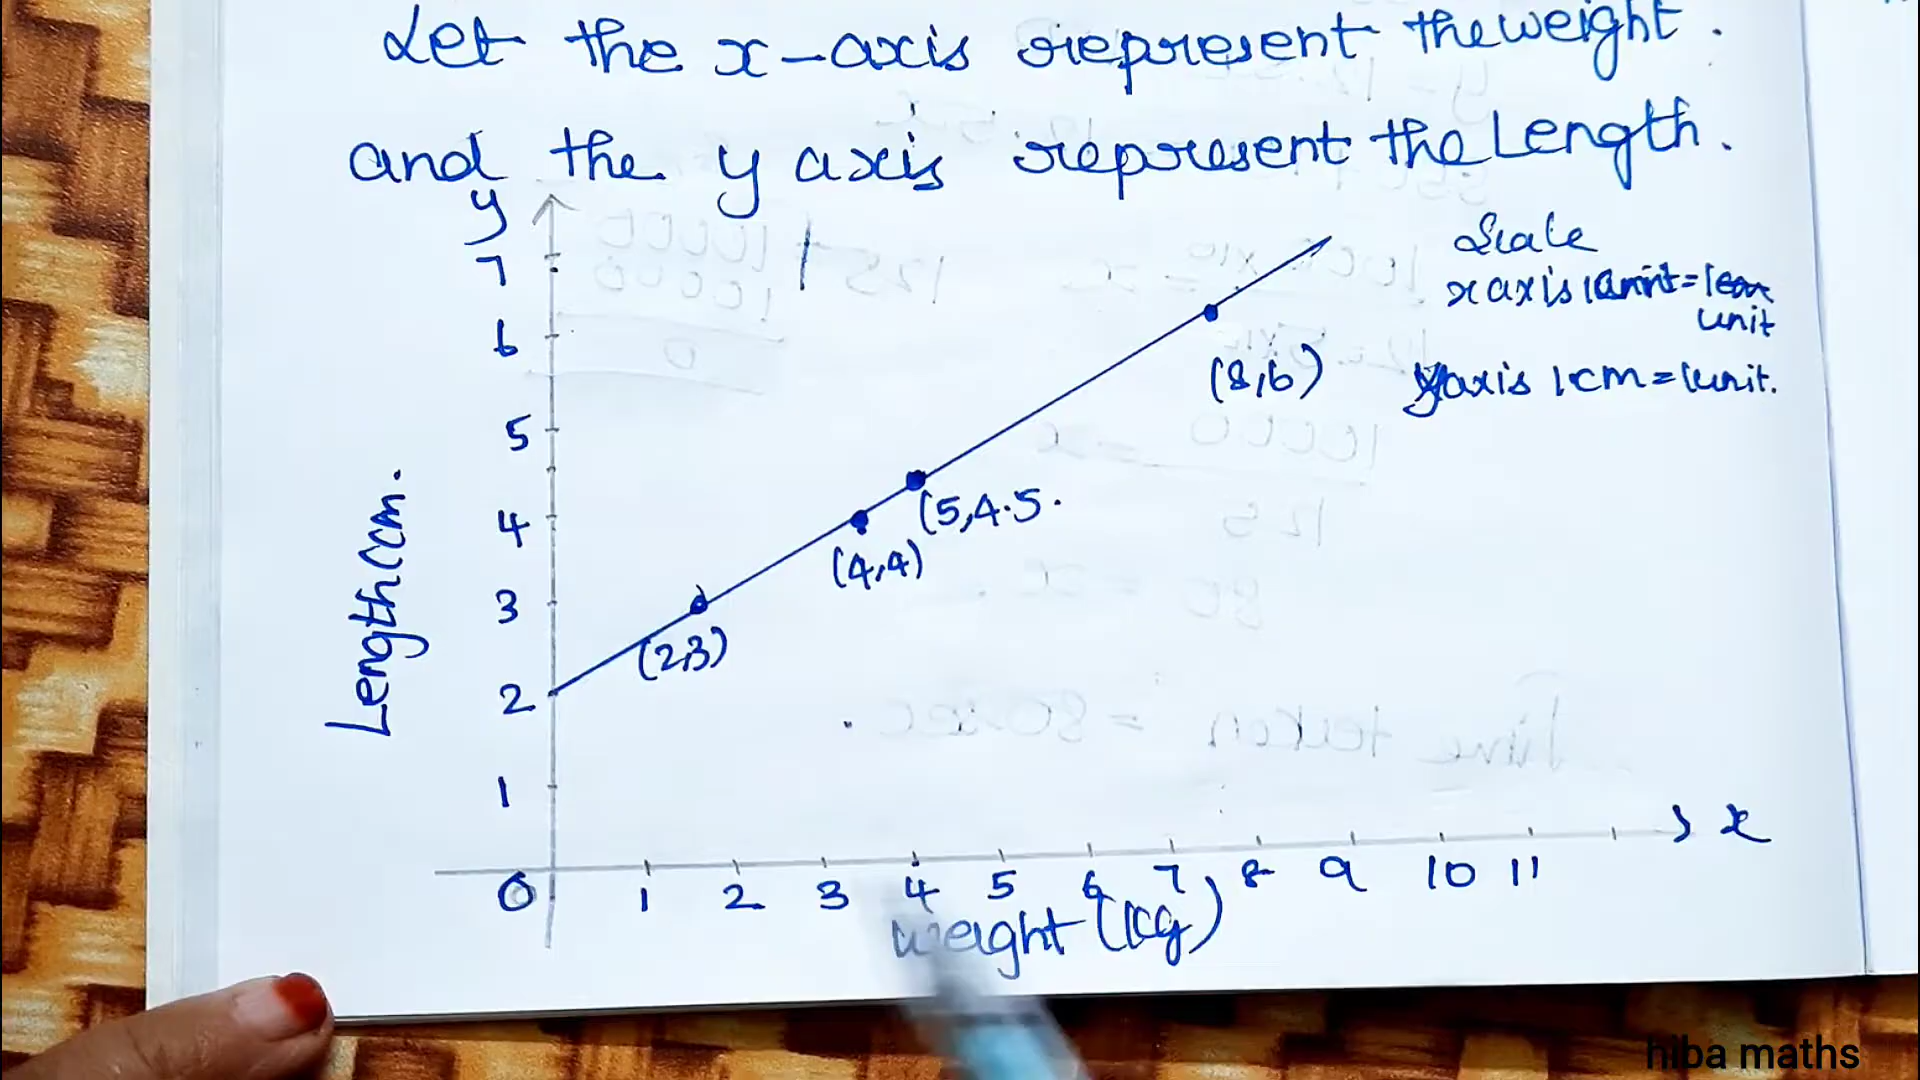 Let the x-axis represent the weight.
and the y axis represent the Length.
y
Scale
7
x axis 1 unit = 1 cm
unit
6
(8,6)
y axis 1cm = 1unit.
5
(5,4.5.
4
(4,4)
Length(cm.
3
(2,3)
2
1
x
0 1 2 3 4 5 6 7 8 9 10 11
weight (kg)
hiba maths